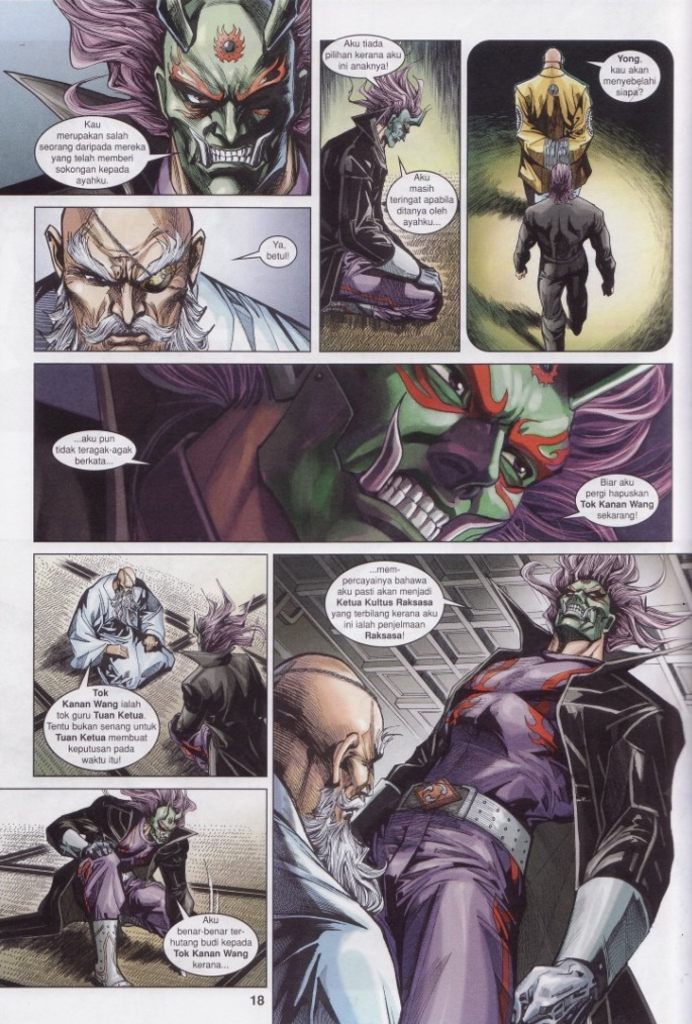 Kau
merupakan salah
seorang daripada mereka
yang telah memberi
sokongan kepada
ayahku.
Ya,
betul!
Aku tiada
pilihan kerana aku
ini anaknya!
Aku
masih
teringat apabila
ditanya oleh
ayahku...
Yong,
kau akan
menyebelahi
siapa?
...aku pun
tidak teragak-agak
berkata...
Biar aku
pergi hapuskan
Tok Kanan Wang
sekarang!
Tok
Kanan Wang ialah
tok guru Tuan Ketua.
Tentu bukan senang untuk
Tuan Ketua membuat
keputusan pada
waktu itu!
Aku
benar-benar ter-
hutang budi kepada
Tok Kanan Wang
kerana...
...mem-
percayainya bahawa
aku pasti akan menjadi
Ketua Kultus Raksasa
yang terbilang kerana aku
ini ialah penjelmaan
Raksasa!
18